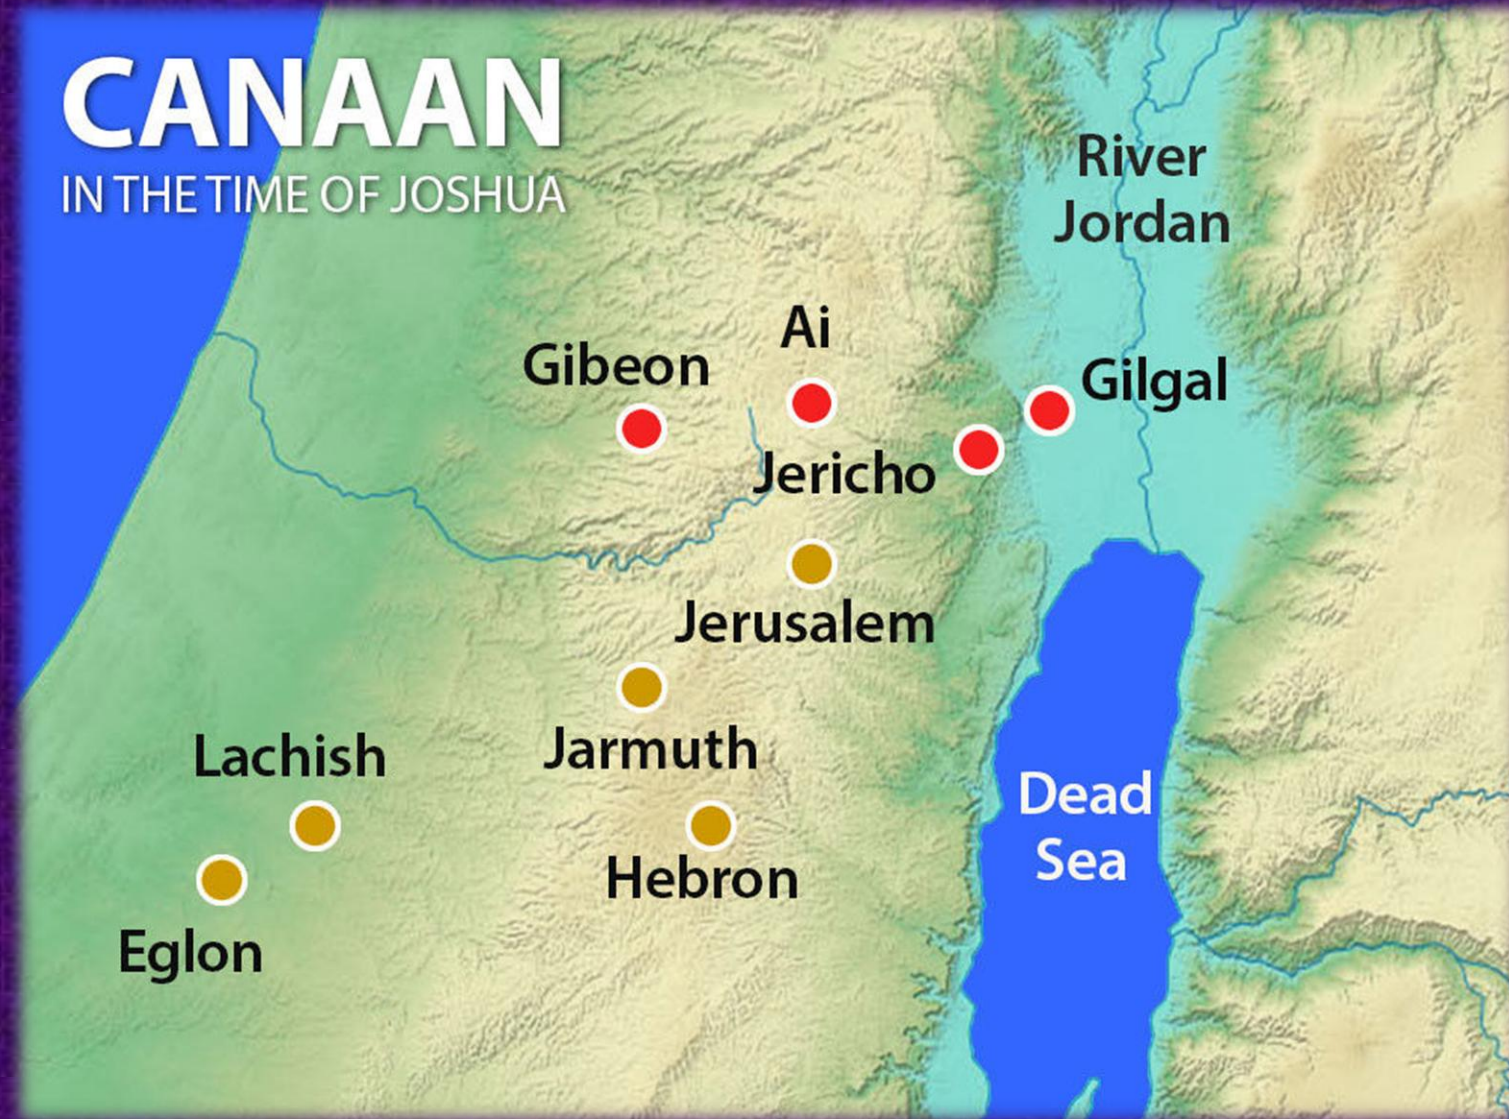 CANAAN
IN THE TIME OF JOSHUA
River
Jordan
Ai
Gibeon
Gilgal
Jericho
Jerusalem
Jarmuth
Lachish
Hebron
Eglon
Dead
Sea